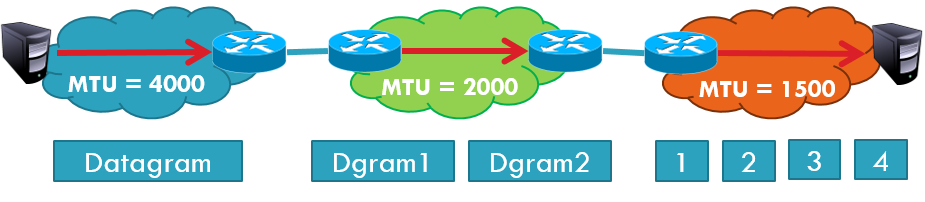 MTU = 4000
MTU = 2000
MTU = 1500
Datagram
Dgram1
Dgram2
1
2
3
4